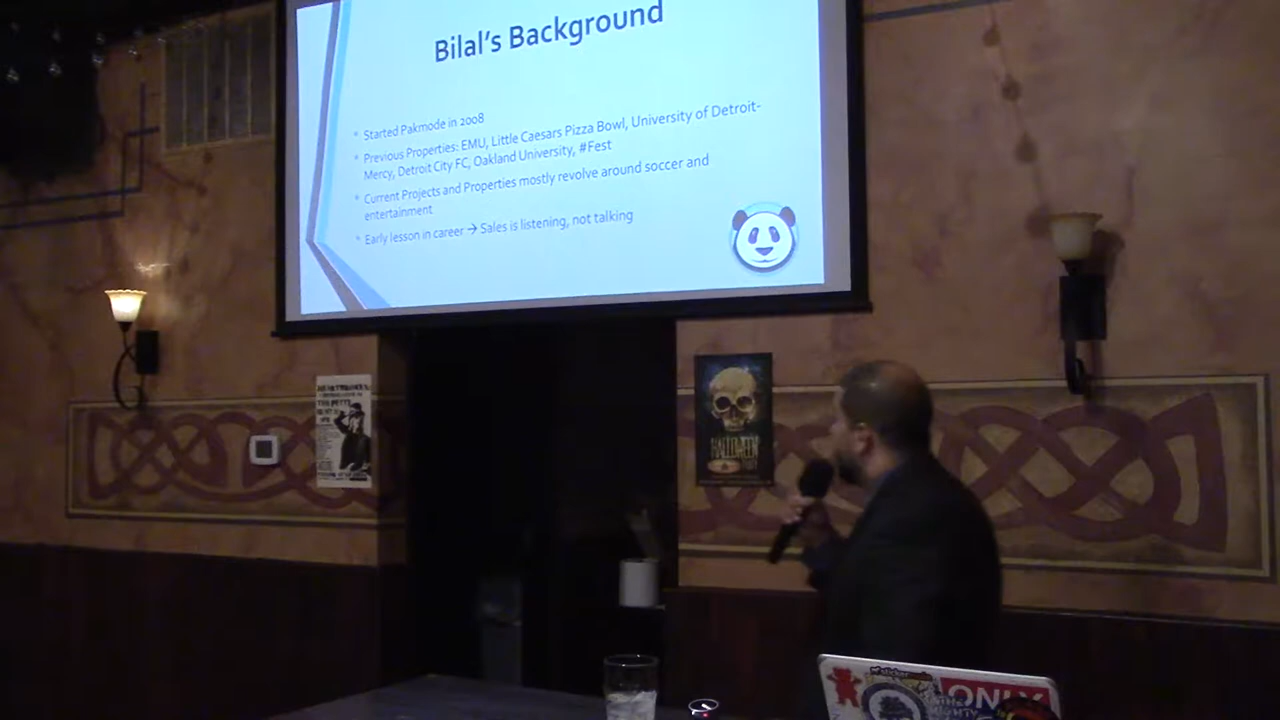 Bilal's Background
Started Pakmode in 2008
Previous Properties: EMU, Little Caesars Pizza Bowl, University of Detroit-
Mercy, Detroit City FC, Oakland University, #Fest
Current Projects and Properties mostly revolve around soccer and
entertainment
Early lesson in career → Sales is listening, not talking
HALLOWEEN
ONLY